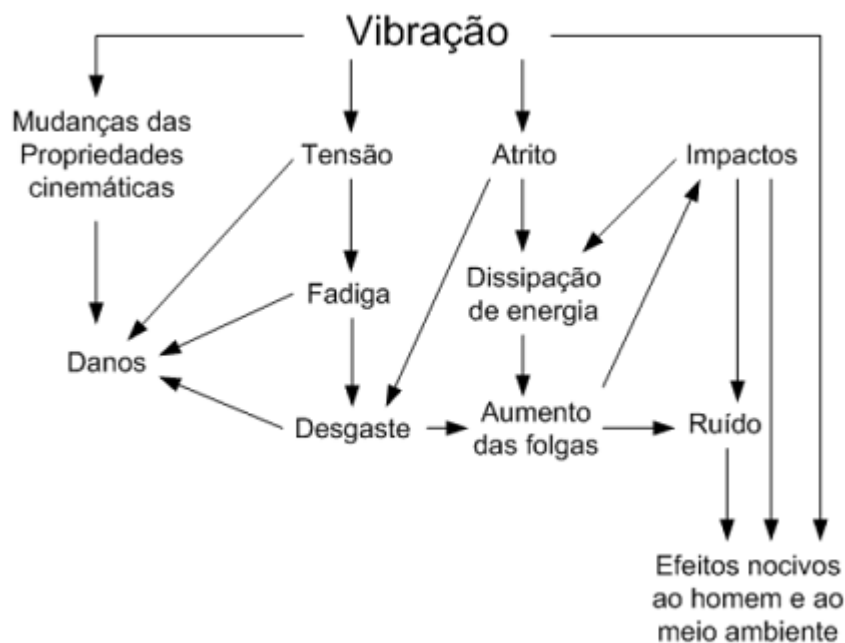 Vibração
Mudanças das
Propriedades
cinemáticas
Tensão
Atrito
Impactos
Dissipação
de energia
Fadiga
Danos
Desgaste
Aumento
das folgas
Ruído
Efeitos nocivos
ao homem e ao
meio ambiente